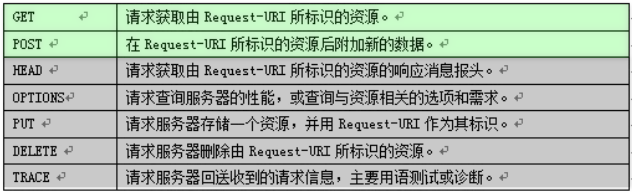 GET 请求获取由 Request-URI 所标识的资源。
POST 在 Request-URI 所标识的资源后附加新的数据。
HEAD 请求获取由 Request-URI 所标识的资源的响应消息报头。
OPTIONS 请求查询服务器的性能，或查询与资源相关的选项和需求。
PUT 请求服务器存储一个资源，并用 Request-URI 作为其标识。
DELETE 请求服务器删除由 Request-URI 所标识的资源。
TRACE 请求服务器回送收到的请求信息，主要用语测试或诊断。